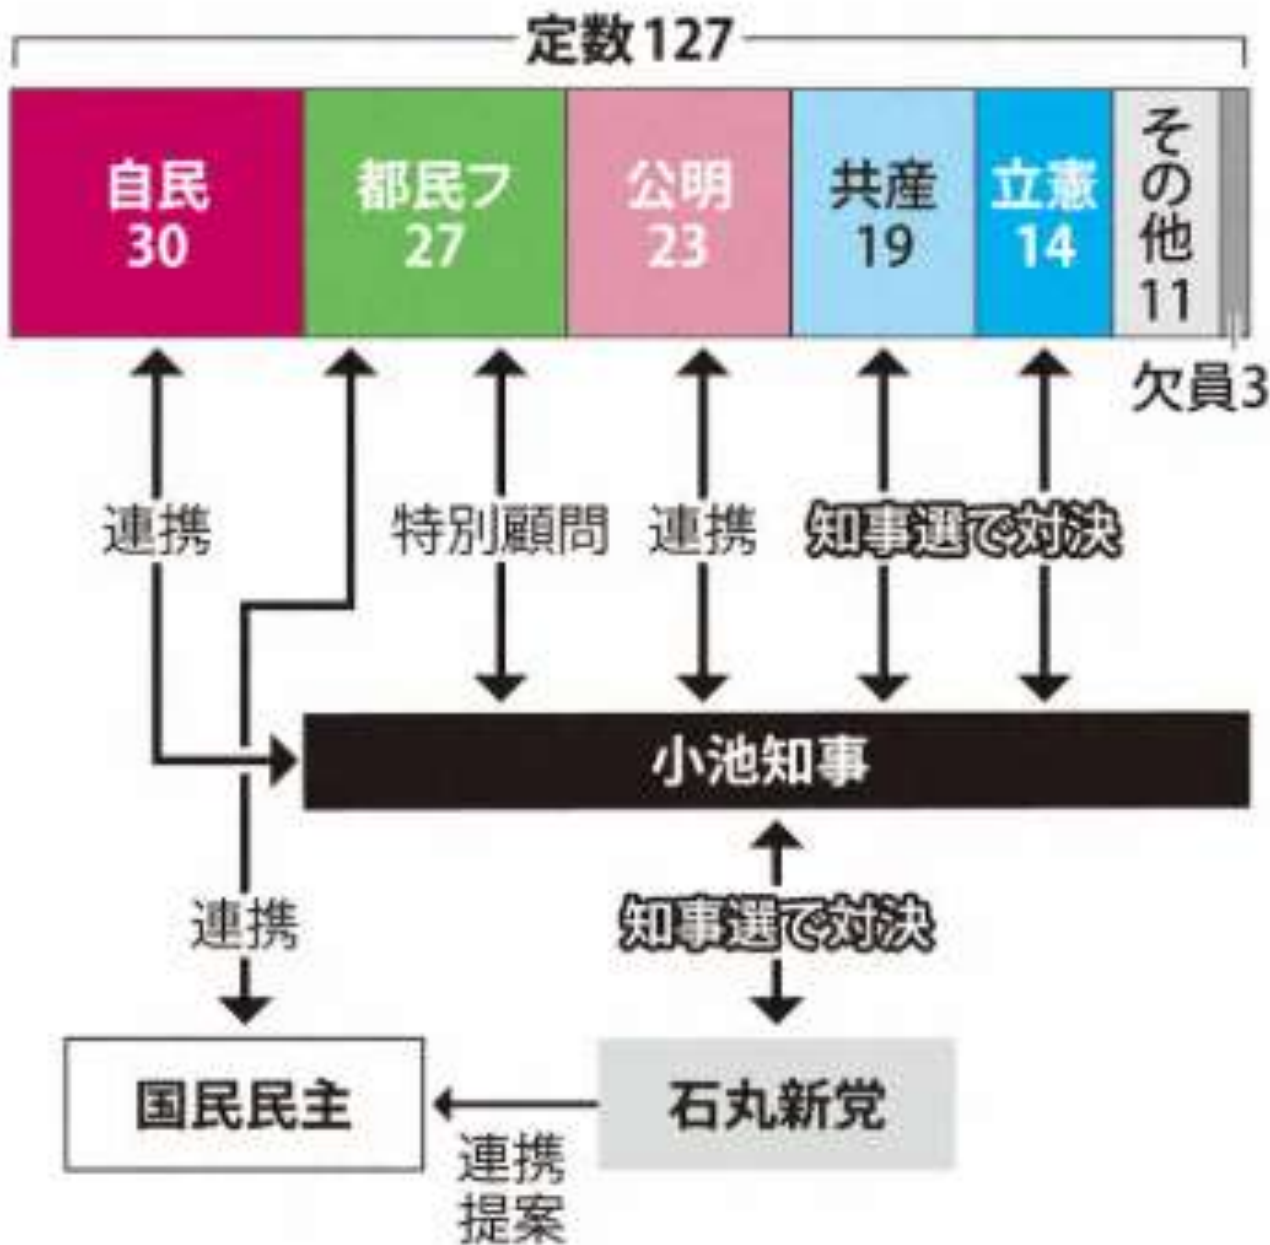 定数127
自民
30
都民フ
27
公明
23
共産
19
立憲
14
その他
11
欠員3
連携
特別顧問
連携
知事選で対決
小池知事
連携
知事選で対決
国民民主
石丸新党
連携
提案